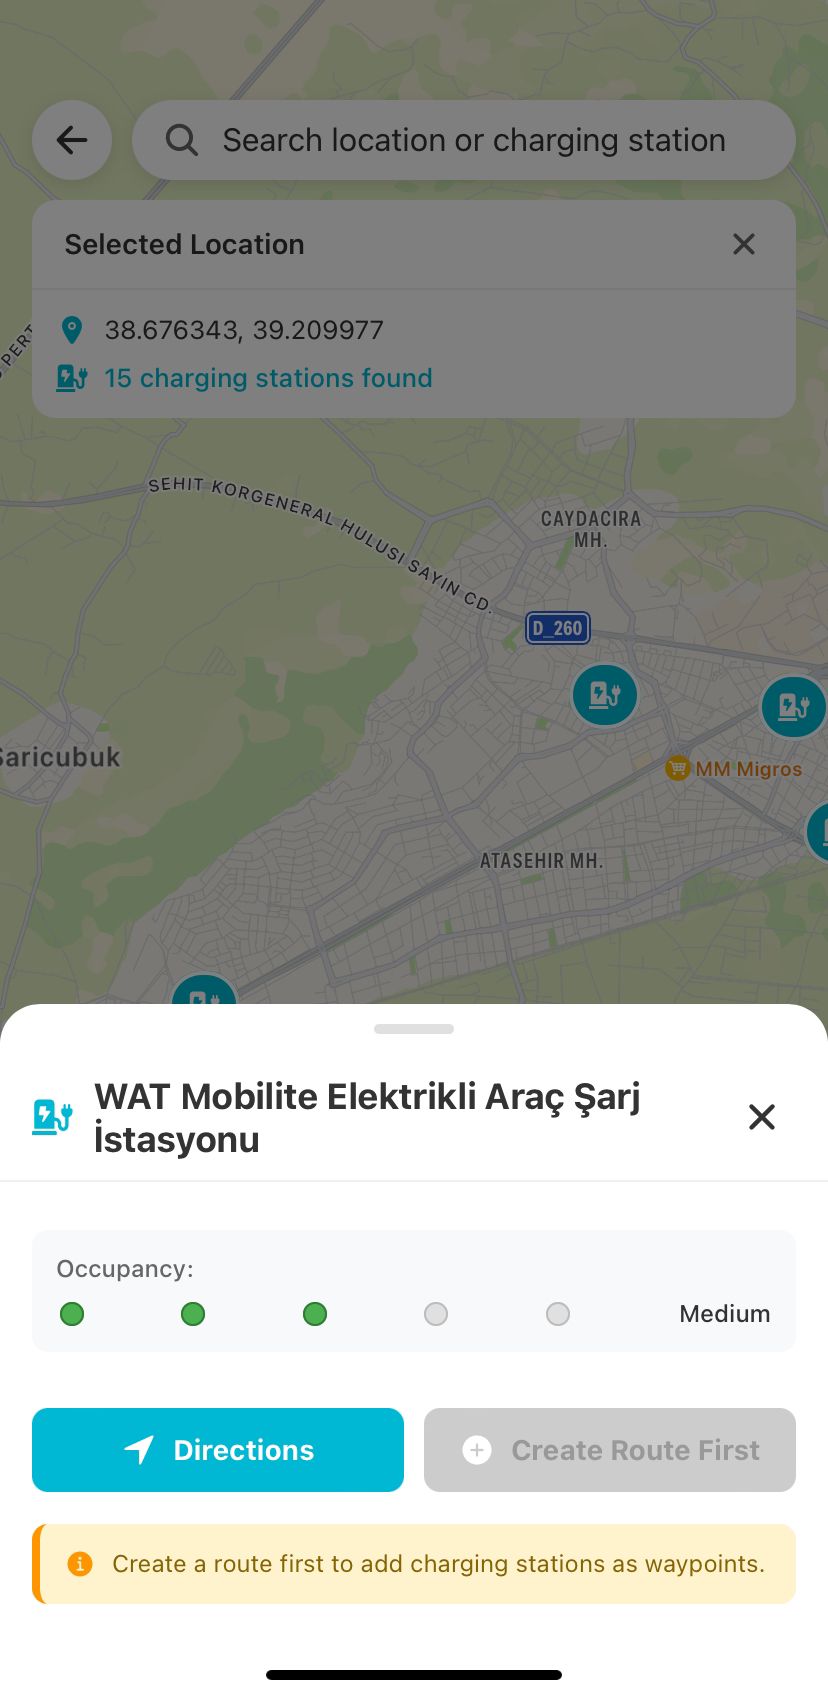 Search location or charging station
Selected Location
38.676343, 39.209977
15 charging stations found
PERT
SEHIT KORGENERAL HULUSI SAYIN CD.
CAYDACIRA
MH.
D_260
Saricubuk
MM Migros
ATASEHIR MH.
WAT Mobilite Elektrikli Araç Şarj
İstasyonu
Occupancy:
Medium
Directions
Create Route First
Create a route first to add charging stations as waypoints.